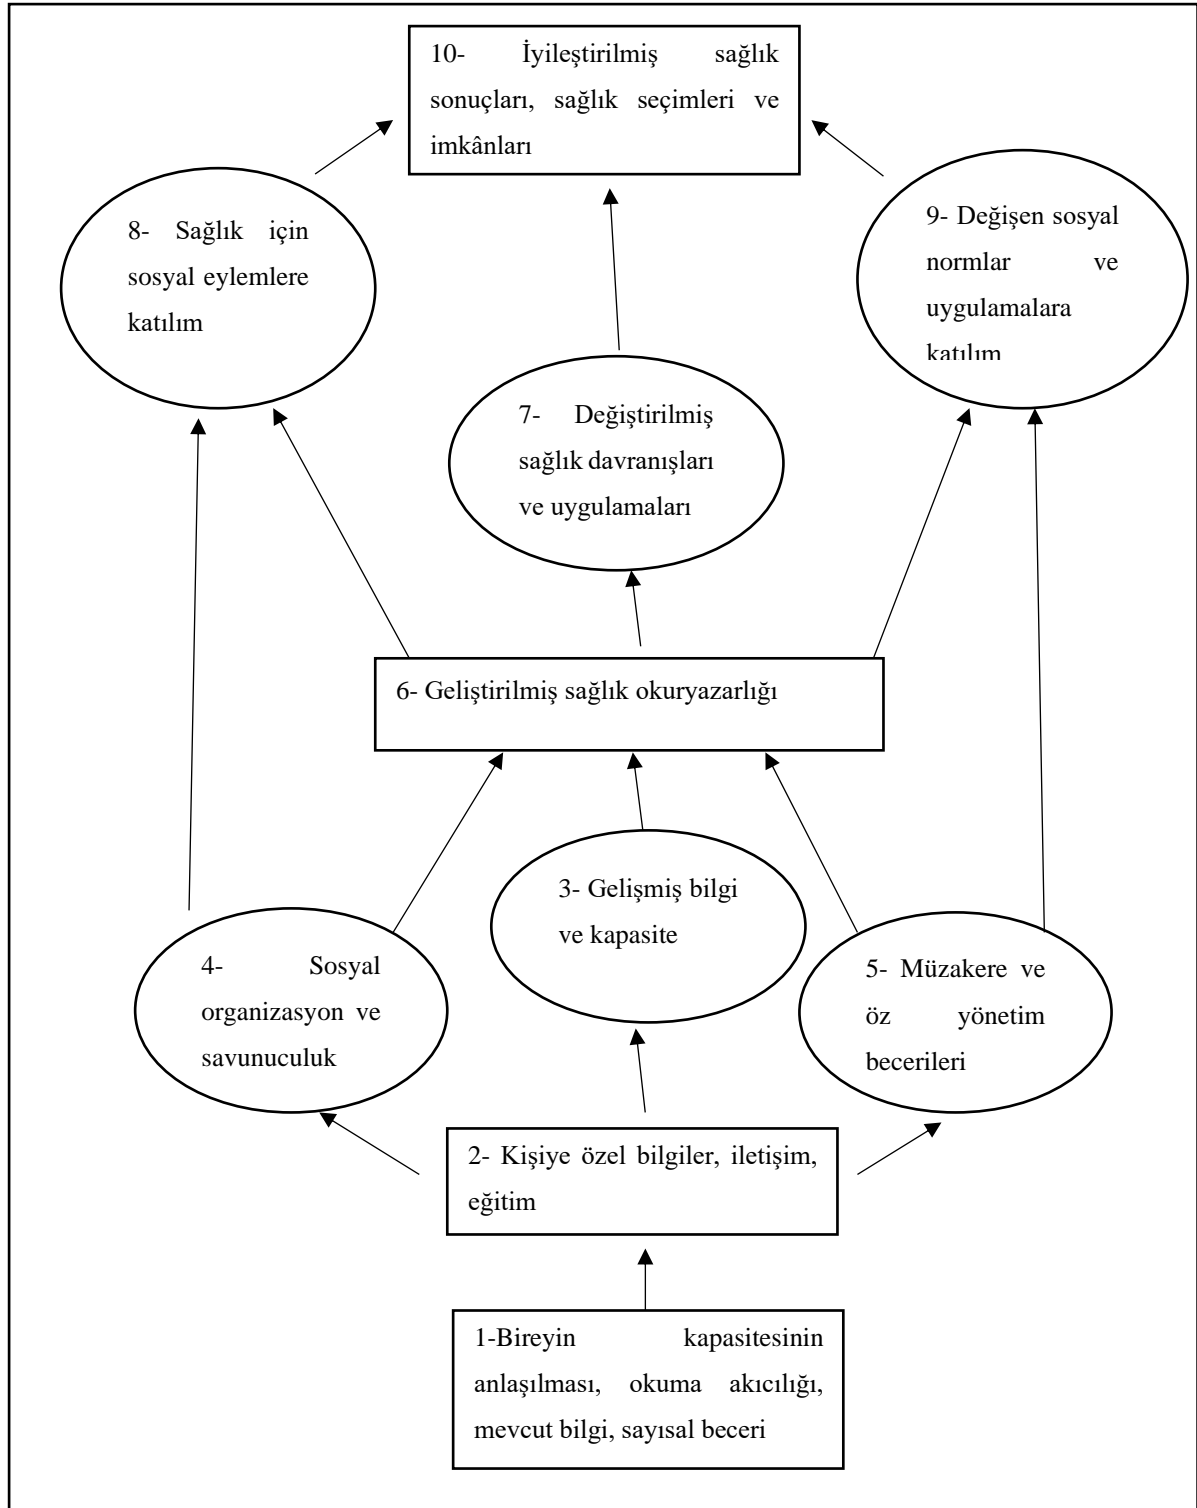 10- İyileştirilmiş sağlık
sonuçları, sağlık seçimleri ve
imkânları
8- Sağlık için
sosyal eylemlere
katılım
9- Değişen sosyal
normlar ve
uygulamalara
katılım
7- Değiştirilmiş
sağlık davranışları
ve uygulamaları
6- Geliştirilmiş sağlık okuryazarlığı
3- Gelişmiş bilgi
ve kapasite
4- Sosyal
organizasyon ve
savunuculuk
5- Müzakere ve
öz yönetim
becerileri
2- Kişiye özel bilgiler, iletişim,
eğitim
1-Bireyin kapasitesinin
anlaşılması, okuma akıcılığı,
mevcut bilgi, sayısal beceri